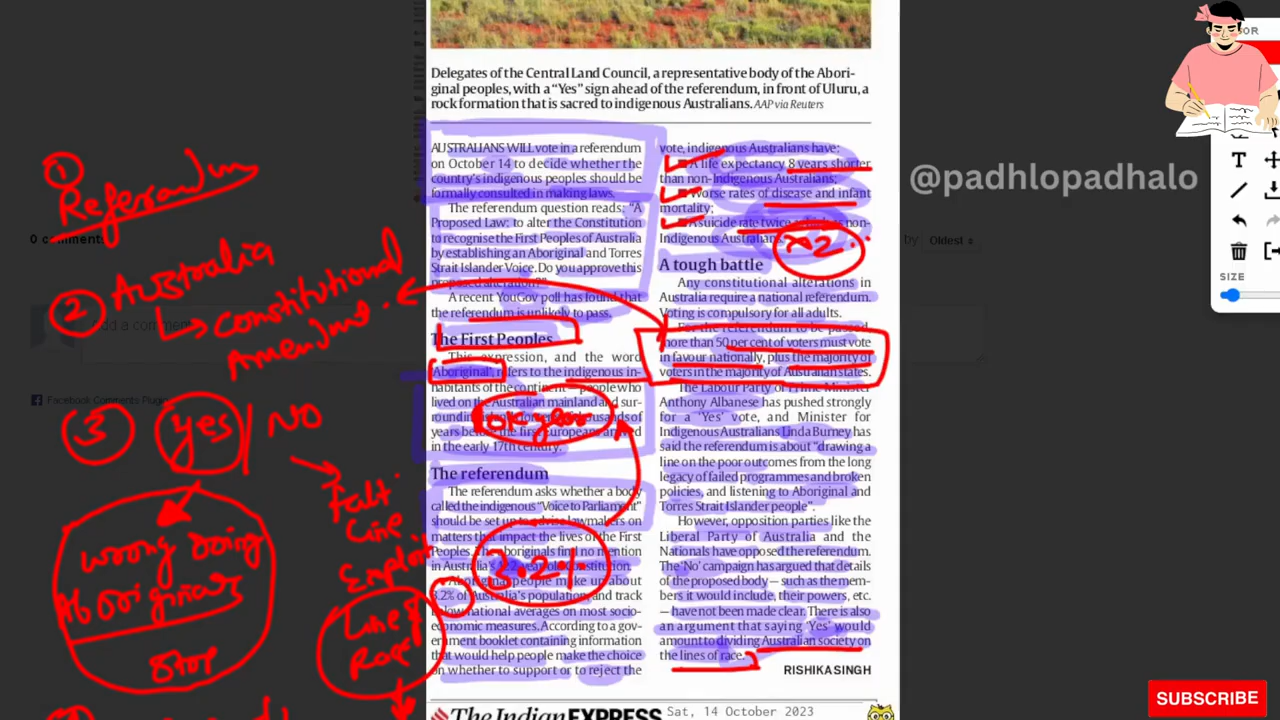 Delegates of the Central Land Council, a representative body of the Abori-
ginal peoples, with a “Yes” sign ahead of the referendum, in front of Uluru, a
rock formation that is sacred to indigenous Australians. AAP via Reuters
AUSTRALIANS WILL vote in a referendum
on October 14 to decide whether the
country's indigenous peoples should be
formally consulted in making laws.
The referendum question reads: “A
Proposed Law: to alter the Constitution
to recognise the First Peoples of Australia
by establishing an Aboriginal and Torres
Strait Islander Voice. Do you approve this
proposed alteration?”
A recent YouGov poll has found that
the referendum is unlikely to pass.
The First Peoples
This expression, and the word
‘Aboriginal’, refers to the indigenous in-
habitants of the continent — people who
lived on the Australian mainland and sur-
years before the first Europeans arrived
in the early 17th century.
The referendum
The referendum asks whether a body
called the indigenous “Voice to Parliament”
should be set up to advise lawmakers on
matters that impact the lives of the First
Peoples. The aboriginals find no mention
in Australia's 122-year-old constitution.
Aboriginal people make up about
3.2% of Australia's population, and track
below national averages on most socio-
economic measures. According to a gov-
ernment booklet containing information
that would help people make the choice
on whether to support or to reject the
vote, indigenous Australians have:
A life expectancy 8 years shorter
than non-Indigenous Australians;
Worse rates of disease and infant
mortality;
A suicide rate twice non-
Indigenous Australians.
A tough battle
Any constitutional alterations in
Australia require a national referendum.
Voting is compulsory for all adults.
For the referendum to be passed,
more than 50 per cent of voters must vote
in favour nationally, plus the majority of
voters in the majority of Australian states.
The Labour Party of Prime Minister
Anthony Albanese has pushed strongly
for a ‘Yes’ vote, and Minister for
Indigenous Australians Linda Burney has
said the referendum is about “drawing a
line on the poor outcomes from the long
legacy of failed programmes and broken
policies, and listening to Aboriginal and
Torres Strait Islander people”.
However, opposition parties like the
Liberal Party of Australia and the
Nationals have opposed the referendum.
The ‘No’ campaign has argued that details
of the proposed body — such as the mem-
bers it would include, their powers, etc.
— have not been made clear. There is also
an argument that saying ‘Yes’ would
amount to dividing Australian society on
the lines of race.
RISHIKA SINGH
The Indian EXPRESS Sat, 14 October 2023
① Referendum
0 comments
② Australia
↳ constitutional
Amendmt.
Add a comment
Facebook Comments Plugin
③ Yes / NO
wrong doing
Aboriginals
Stop
Falt
Line
Exploit
Line of
race
3.2%
x2
@padhlopadhalo
by Oldest
T
SIZE
SUBSCRIBE